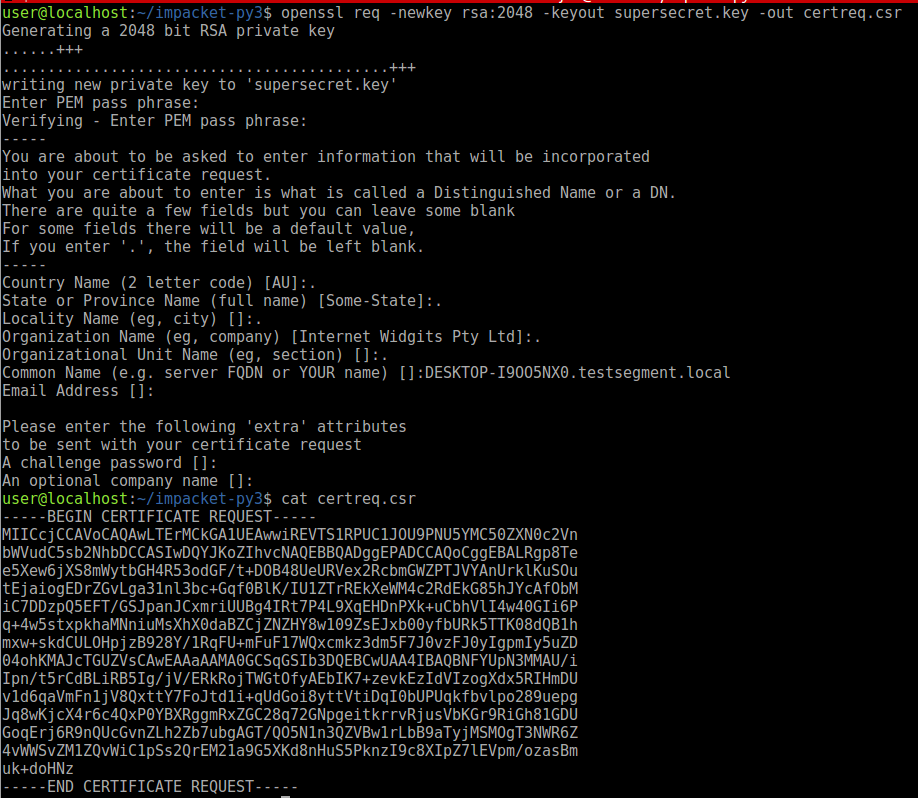 user@localhost:~/impacket-py3$ openssl req -newkey rsa:2048 -keyout supersecret.key -out certreq.csr
Generating a 2048 bit RSA private key
......+++
...........................................+++
writing new private key to 'supersecret.key'
Enter PEM pass phrase:
Verifying - Enter PEM pass phrase:
-----
You are about to be asked to enter information that will be incorporated
into your certificate request.
What you are about to enter is what is called a Distinguished Name or a DN.
There are quite a few fields but you can leave some blank
For some fields there will be a default value,
If you enter '.', the field will be left blank.
-----
Country Name (2 letter code) [AU]:.
State or Province Name (full name) [Some-State]:.
Locality Name (eg, city) []:.
Organization Name (eg, company) [Internet Widgits Pty Ltd]:.
Organizational Unit Name (eg, section) []:.
Common Name (e.g. server FQDN or YOUR name) []:DESKTOP-I9OO5NX0.testsegment.local
Email Address []:
Please enter the following 'extra' attributes
to be sent with your certificate request
A challenge password []:
An optional company name []:
user@localhost:~/impacket-py3$ cat certreq.csr
-----BEGIN CERTIFICATE REQUEST-----
MIICcjCCAVoCAQAwLTErMCkGA1UEAwwiREVTS1RPUC1JOU9PNU5YMC50ZXN0c2Vn
bWVudC5sb2NhbDCCASIwDQYJKoZIhvcNAQEBBQADggEPADCCAQoCggEBALRgp8Te
e5Xew6jXS8mWytbGH4R53odGF/t+DOB48UeURVex2RcbmGWZPTJVYAnUrklKuSOu
tEjaiogEDrZGvLga31nl3bc+Gqf0BlK/IU1ZTrREkXeWM4c2RdEkG85hJYcAfObM
iC7DDzpQ5EFT/GSJpanJCxmriUUBg4IRt7P4L9XqEHDnPXk+uCbhVlI4w40GIi6P
q+4w5stxpkhaMNniuMsXhX0daBZCjZNZHY8w109ZsEJxb00yfbURk5TTK08dQB1h
mxw+skdCULOHpjzB928Y/1RqFU+mFuF17WQxcmkz3dm5F7J0vzFJ0yIgpmIy5uZD
04ohKMAJcTGUZVsCAwEAAaAAMA0GCSqGSIb3DQEBCwUAA4IBAQBNFYUpN3MMAU/i
Ipn/t5rCdBLiRB5Ig/jV/ERkRojTWGtOfyAEbIK7+zevkEzIdVIzogXdx5RIHmDU
v1d6qaVmFn1jV8QxttY7FoJtd1i+qUdGoi8yttVtiDqI0bUPUqkfbvlpo289uepg
Jq8wKjcX4r6c4QxP0YBXRggmRxZGC28q72GNpgeitkrrvRjusVbKGr9RiGh81GDU
GoqErj6R9nQUcGvnZLh2Zb7ubgAGT/QO5N1n3QZVBw1rLbB9aTyjMSMOgT3NWR6Z
4vWWSvZM1ZQvWiC1pSs2QrEM21a9G5XKd8nHuS5PknzI9c8XIpZ7lEVpm/ozasBm
uk+doHNz
-----END CERTIFICATE REQUEST-----